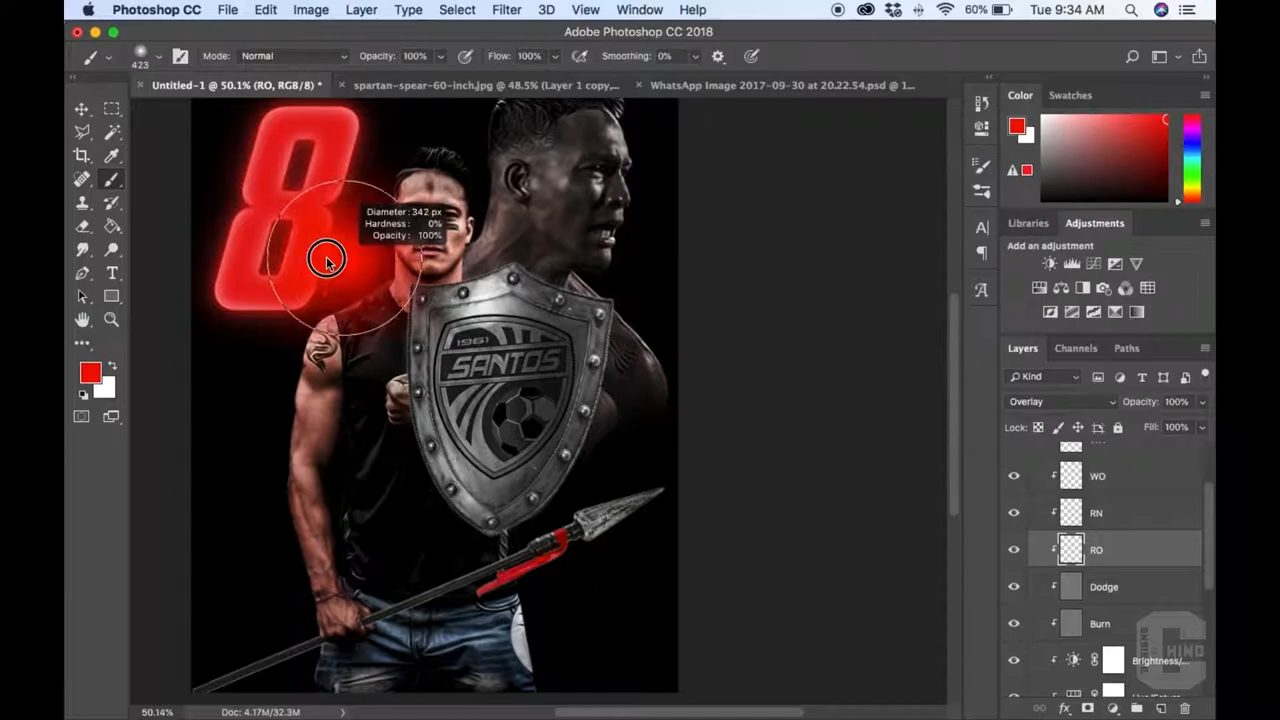 Photoshop CC File Edit Image Layer Type Select Filter 3D View Window Help 60% Tue 9:34 AM
Adobe Photoshop CC 2018
423 Mode: Normal Opacity: 100% Flow: 100% Smoothing: 0%
Untitled-1 @ 50.1% (RO, RGB/8) * spartan-spear-60-inch.jpg @ 48.5% (Layer 1 copy,... WhatsApp Image 2017-09-30 at 20.22.54.psd @ 1...
Color Swatches
8
Diameter: 342 px
Hardness: 0%
Opacity: 100%
1961
SANTOS
Libraries Adjustments
Add an adjustment
Layers Channels Paths
Kind
Overlay Opacity: 100%
Lock: Fill: 100%
WO
RN
RO
Dodge
Burn
Brightness/...
50.14% Doc: 4.17M/32.3M